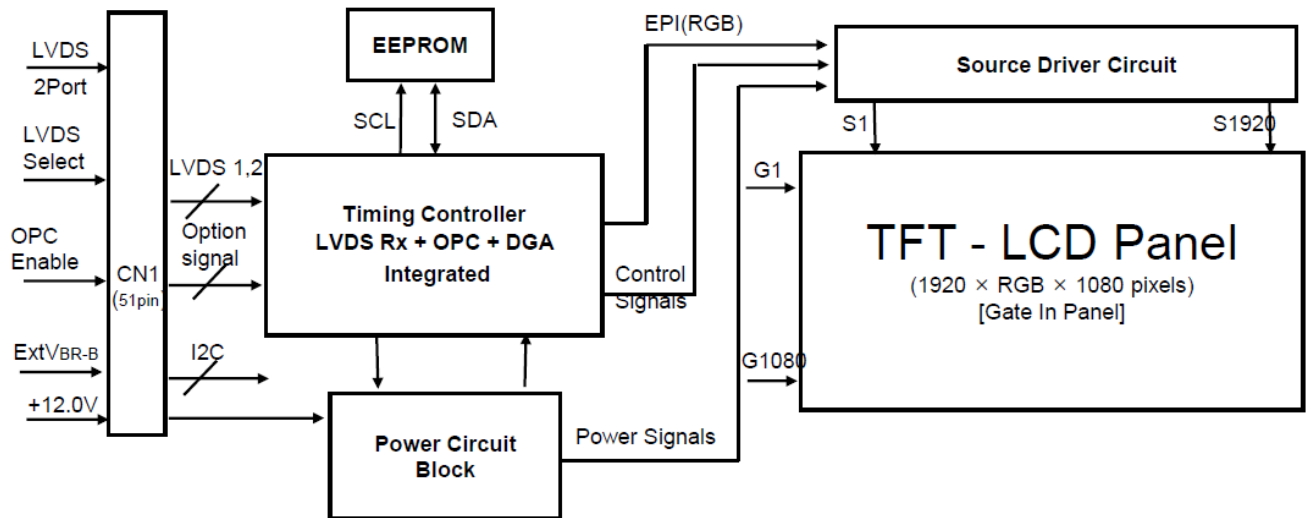 LVDS
2Port
LVDS
Select
OPC
Enable
ExtVBR-B
+12.0V
CN1
(51pin)
LVDS 1,2
Option
signal
I2C
EEPROM
SCL
SDA
Timing Controller
LVDS Rx + OPC + DGA
Integrated
Power Circuit
Block
EPI(RGB)
Control
Signals
Power Signals
Source Driver Circuit
S1
S1920
G1
G1080
TFT - LCD Panel
(1920 × RGB × 1080 pixels)
[Gate In Panel]